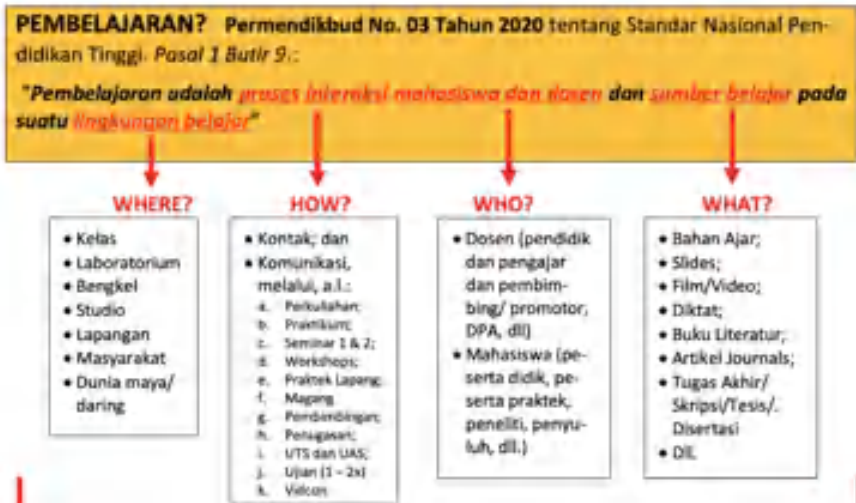 PEMBELAJARAN? Permendikbud No. 03 Tahun 2020 tentang Standar Nasional Pen-
didikan Tinggi. Pasal 1 Butir 9.:
"Pembelajaran adalah proses interaksi mahasiswa dan dosen dan sumber belajar pada
suatu lingkungan belajar"
WHERE?
• Kelas
• Laboratorium
• Bengkel
• Studio
• Lapangan
• Masyarakat
• Dunia maya/
daring
HOW?
• Kontak; dan
• Komunikasi,
melalui, a.l.:
a. Perkuliahan;
b. Praktikum;
c. Seminar 1 & 2;
d. Workshops;
e. Praktek Lapang;
f. Magang
g. Pembimbingan;
h. Penugasan;
i. UTS dan UAS;
j. Ujian (1 – 2x)
k. Vidcon
WHO?
• Dosen (pendidik
dan pengajar
dan pembim-
bing/ promotor,
DPA, dll)
• Mahasiswa (pe-
serta didik, pe-
serta praktek,
peneliti, penyu-
luh, dll.)
WHAT?
• Bahan Ajar;
• Slides;
• Film/Video;
• Diktat;
• Buku Literatur;
• Artikel Journals;
• Tugas Akhir/
Skripsi/Tesis/.
Disertasi
• Dll.